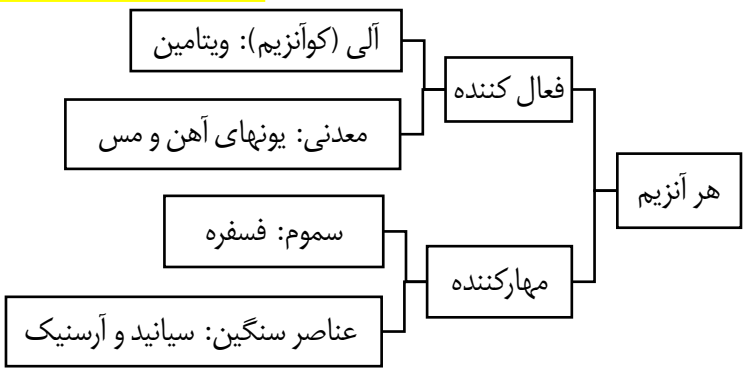 هر آنزیم
فعال کننده
آلی (کوآنزیم): ویتامین
معدنی: یونهای آهن و مس
مهارکننده
سموم: فسفره
عناصر سنگین: سیانید و آرسنیک